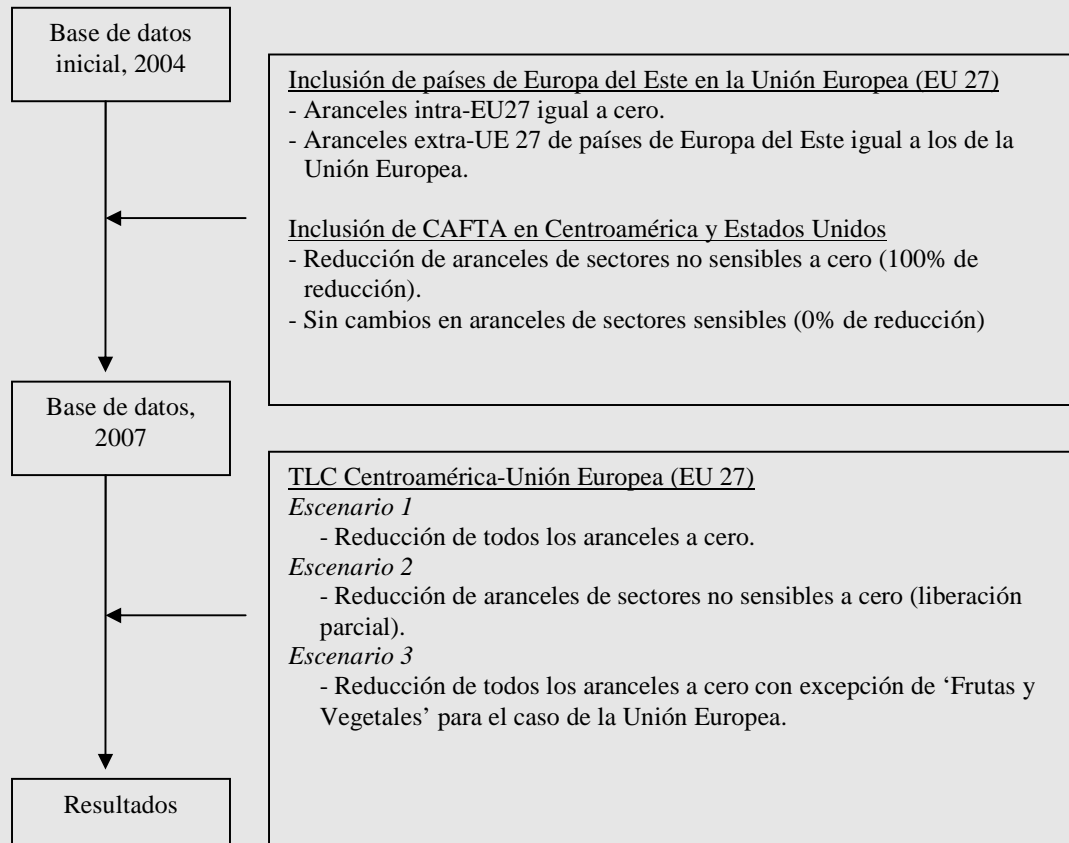 Base de datos
inicial, 2004
Inclusión de países de Europa del Este en la Unión Europea (EU 27)
- Aranceles intra-EU27 igual a cero.
- Aranceles extra-UE 27 de países de Europa del Este igual a los de la
Unión Europea.
Inclusión de CAFTA en Centroamérica y Estados Unidos
- Reducción de aranceles de sectores no sensibles a cero (100% de
reducción).
- Sin cambios en aranceles de sectores sensibles (0% de reducción)
Base de datos,
2007
TLC Centroamérica-Unión Europea (EU 27)
Escenario 1
- Reducción de todos los aranceles a cero.
Escenario 2
- Reducción de aranceles de sectores no sensibles a cero (liberación
parcial).
Escenario 3
- Reducción de todos los aranceles a cero con excepción de ‘Frutas y
Vegetales’ para el caso de la Unión Europea.
Resultados